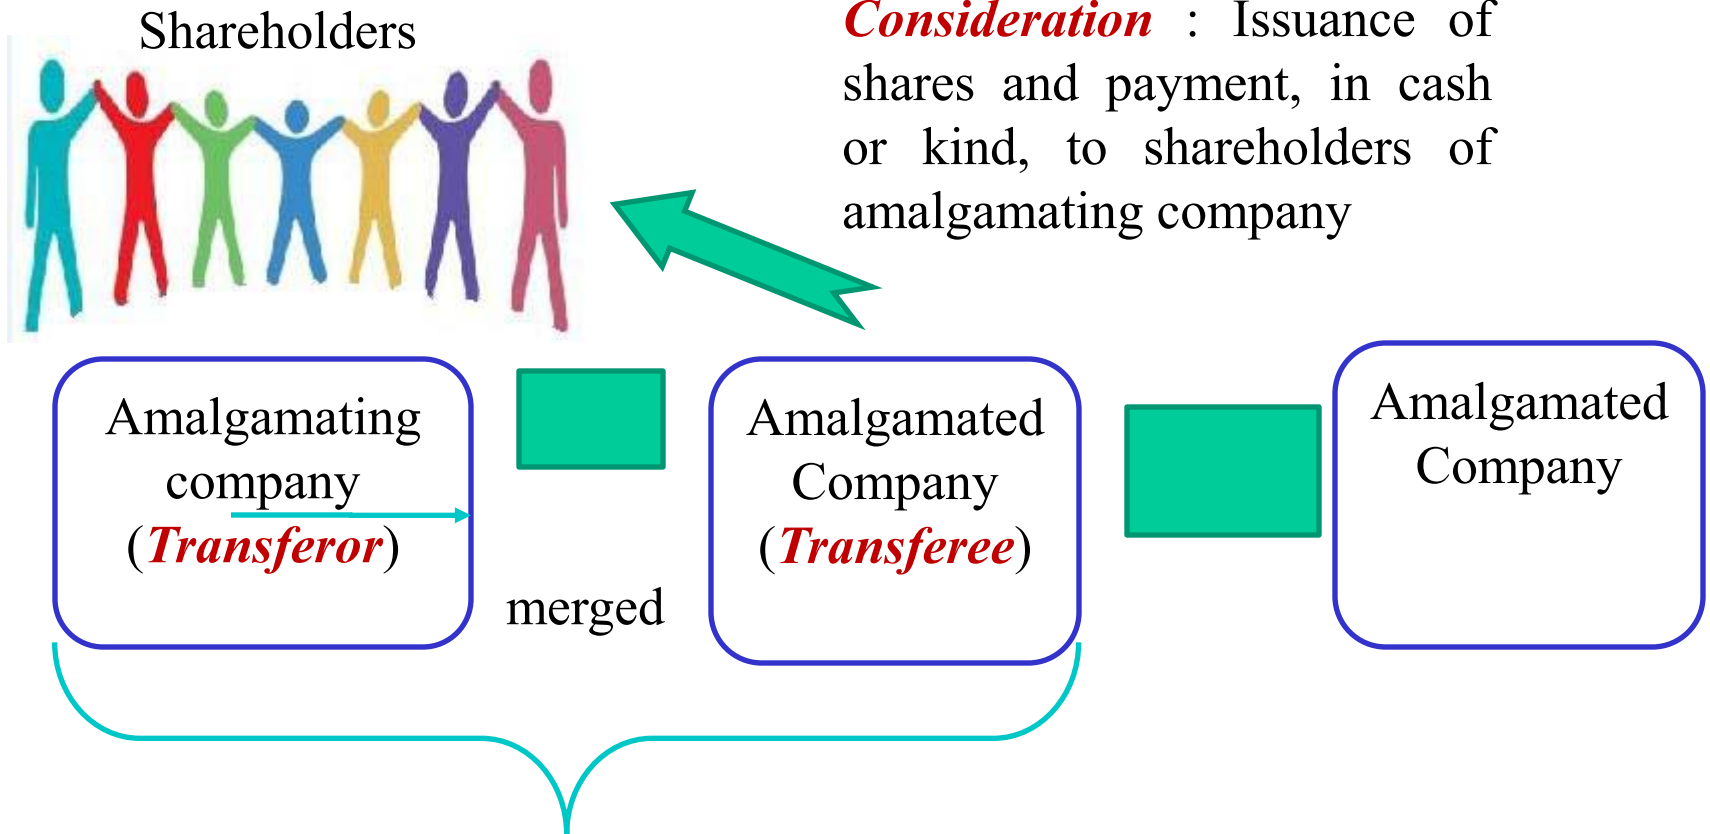 Shareholders
Consideration : Issuance of
shares and payment, in cash
or kind, to shareholders of
amalgamating company
Amalgamating
company
(Transferor)
merged
Amalgamated
Company
(Transferee)
Amalgamated
Company